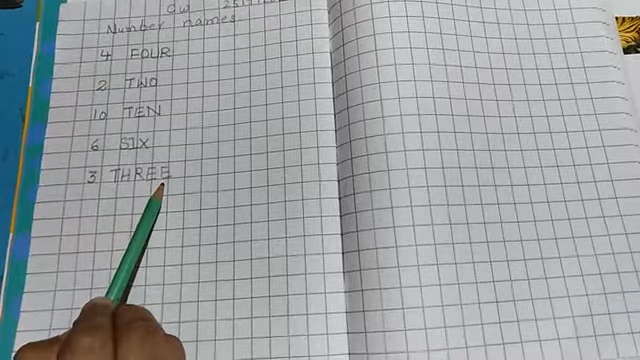 CW
Number names
4 FOUR
2 TWO
10 TEN
6 SIX
3 THREE